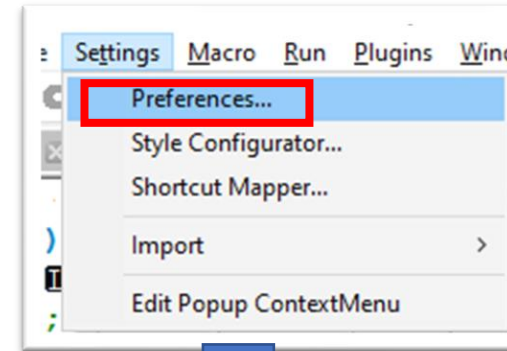 Settings Macro Run Plugins
Preferences...
Style Configurator...
Shortcut Mapper...
Import >
Edit Popup ContextMenu